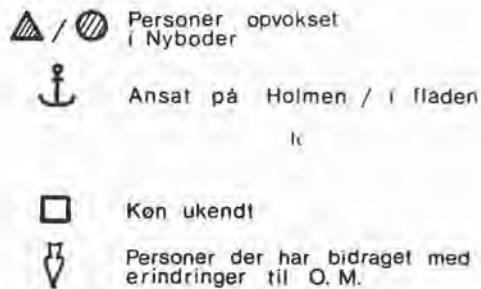 Personer opvokset
i Nyboder
Ansat på Holmen / i flåden
Køn ukendt
Personer der har bidraget med
erindringer til O. M.